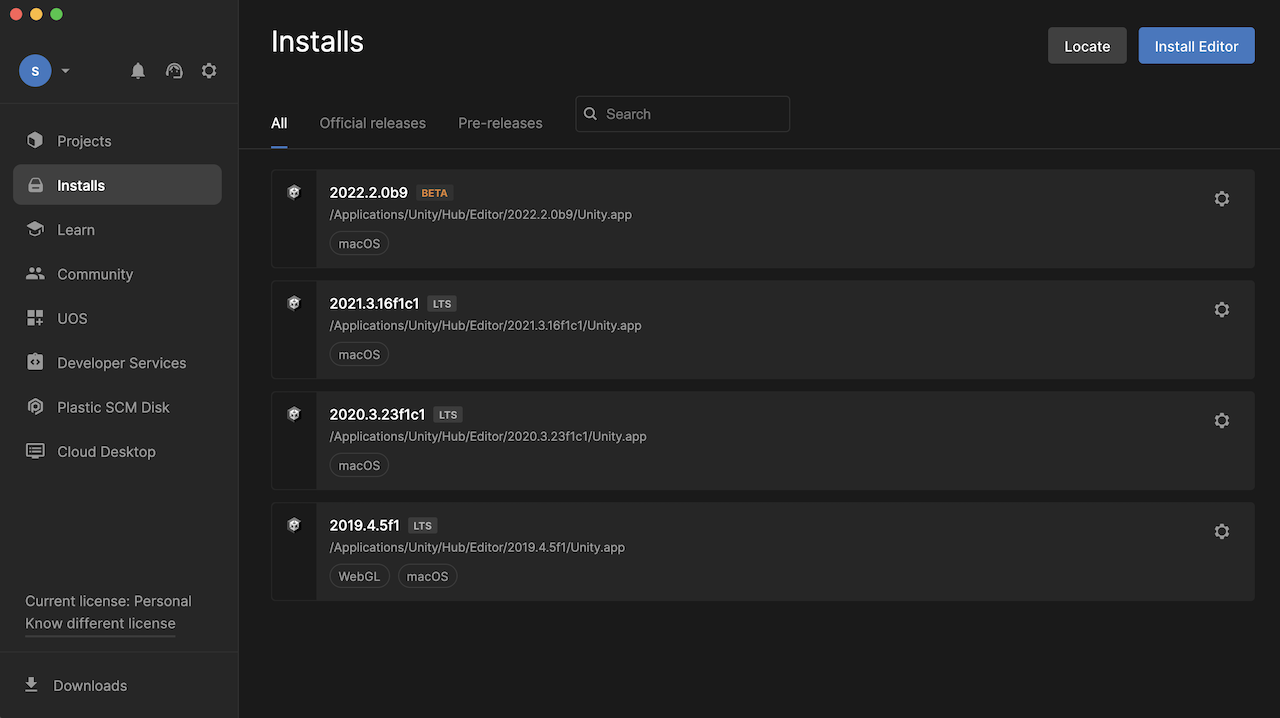 S
Projects
Installs
Learn
Community
UOS
Developer Services
Plastic SCM Disk
Cloud Desktop
Current license: Personal
Know different license
Downloads
Installs
Locate
Install Editor
All
Official releases
Pre-releases
Search
2022.2.0b9 BETA
/Applications/Unity/Hub/Editor/2022.2.0b9/Unity.app
macOS
2021.3.16f1c1 LTS
/Applications/Unity/Hub/Editor/2021.3.16f1c1/Unity.app
macOS
2020.3.23f1c1 LTS
/Applications/Unity/Hub/Editor/2020.3.23f1c1/Unity.app
macOS
2019.4.5f1 LTS
/Applications/Unity/Hub/Editor/2019.4.5f1/Unity.app
WebGL macOS